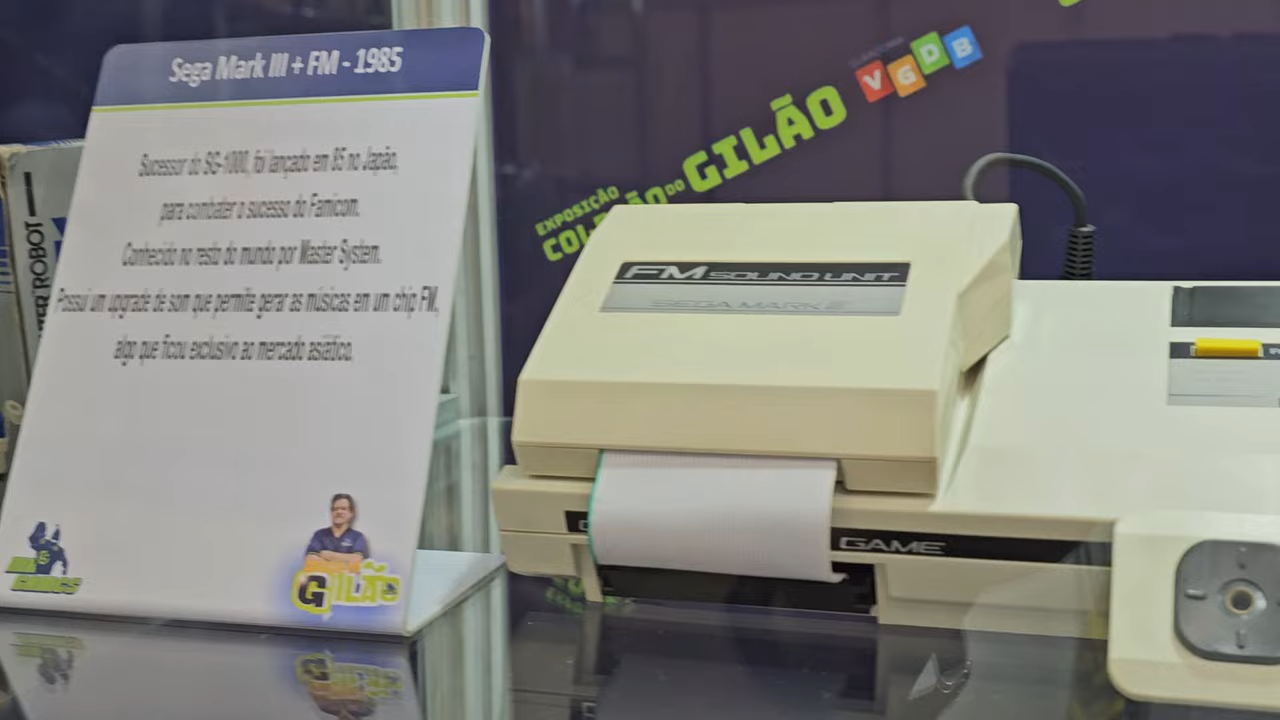 Sega Mark III + FM - 1985
Sucessor do SG-1000, foi lançado em 85 no Japão,
para combater o sucesso do Famicon.
Conhecido no resto do mundo por Master System.
Possui um upgrade de som que permite gerar as músicas em um chip FM,
algo que ficou exclusivo ao mercado asiático.
GILÃO
EXPOSIÇÃO
DO GILÃO
VGDB
FM SOUND UNIT
SEGA MARK III
GAME
ROBOT